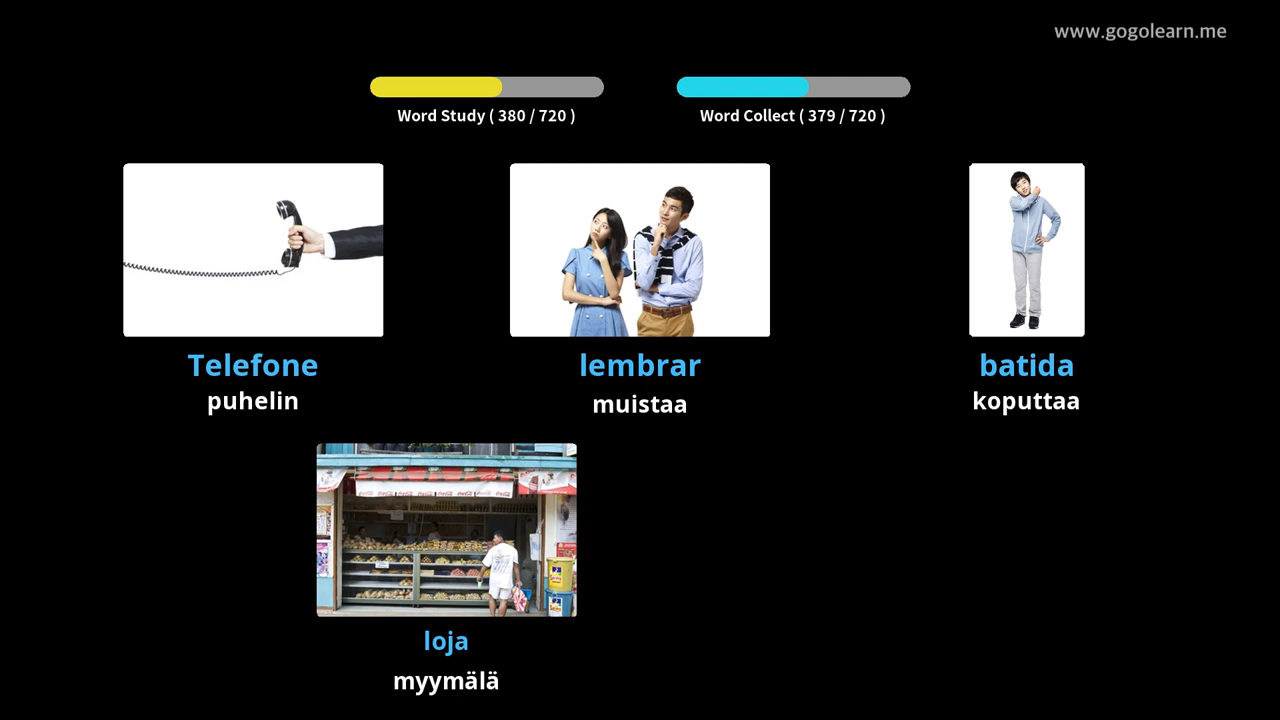 www.gogolearn.me
Word Study ( 380 / 720 )
Word Collect ( 379 / 720 )
Telefone
puhelin
lembrar
muistaa
batida
koputtaa
loja
myymälä